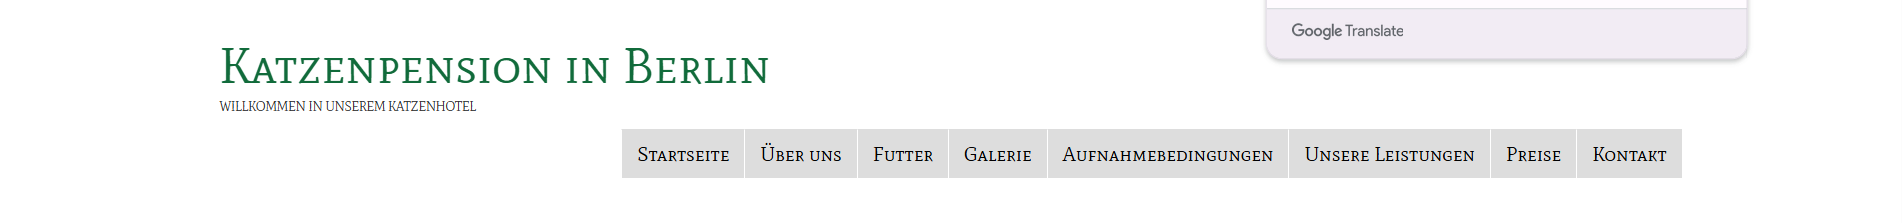 Google Translate
Katzenpension in Berlin
WILLKOMMEN IN UNSEREM KATZENHOTEL
Startseite Über uns Futter Galerie Aufnahmebedingungen Unsere Leistungen Preise Kontakt